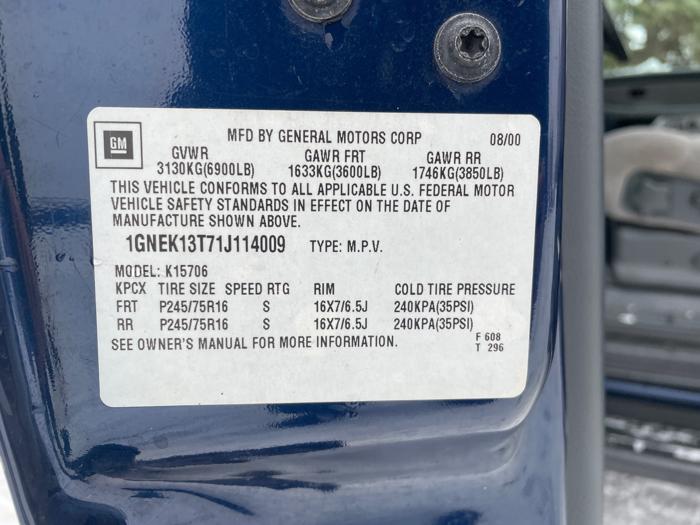 GM
MFD BY GENERAL MOTORS CORP 08/00
GVWR GAWR FRT GAWR RR
3130KG(6900LB) 1633KG(3600LB) 1746KG(3850LB)
THIS VEHICLE CONFORMS TO ALL APPLICABLE U.S. FEDERAL MOTOR
VEHICLE SAFETY STANDARDS IN EFFECT ON THE DATE OF
MANUFACTURE SHOWN ABOVE.
1GNEK13T71J114009 TYPE: M.P.V.
MODEL: K15706
KPCX TIRE SIZE SPEED RTG RIM COLD TIRE PRESSURE
FRT P245/75R16 S 16X7/6.5J 240KPA(35PSI)
RR P245/75R16 S 16X7/6.5J 240KPA(35PSI)
SEE OWNER'S MANUAL FOR MORE INFORMATION. F 608
T 296